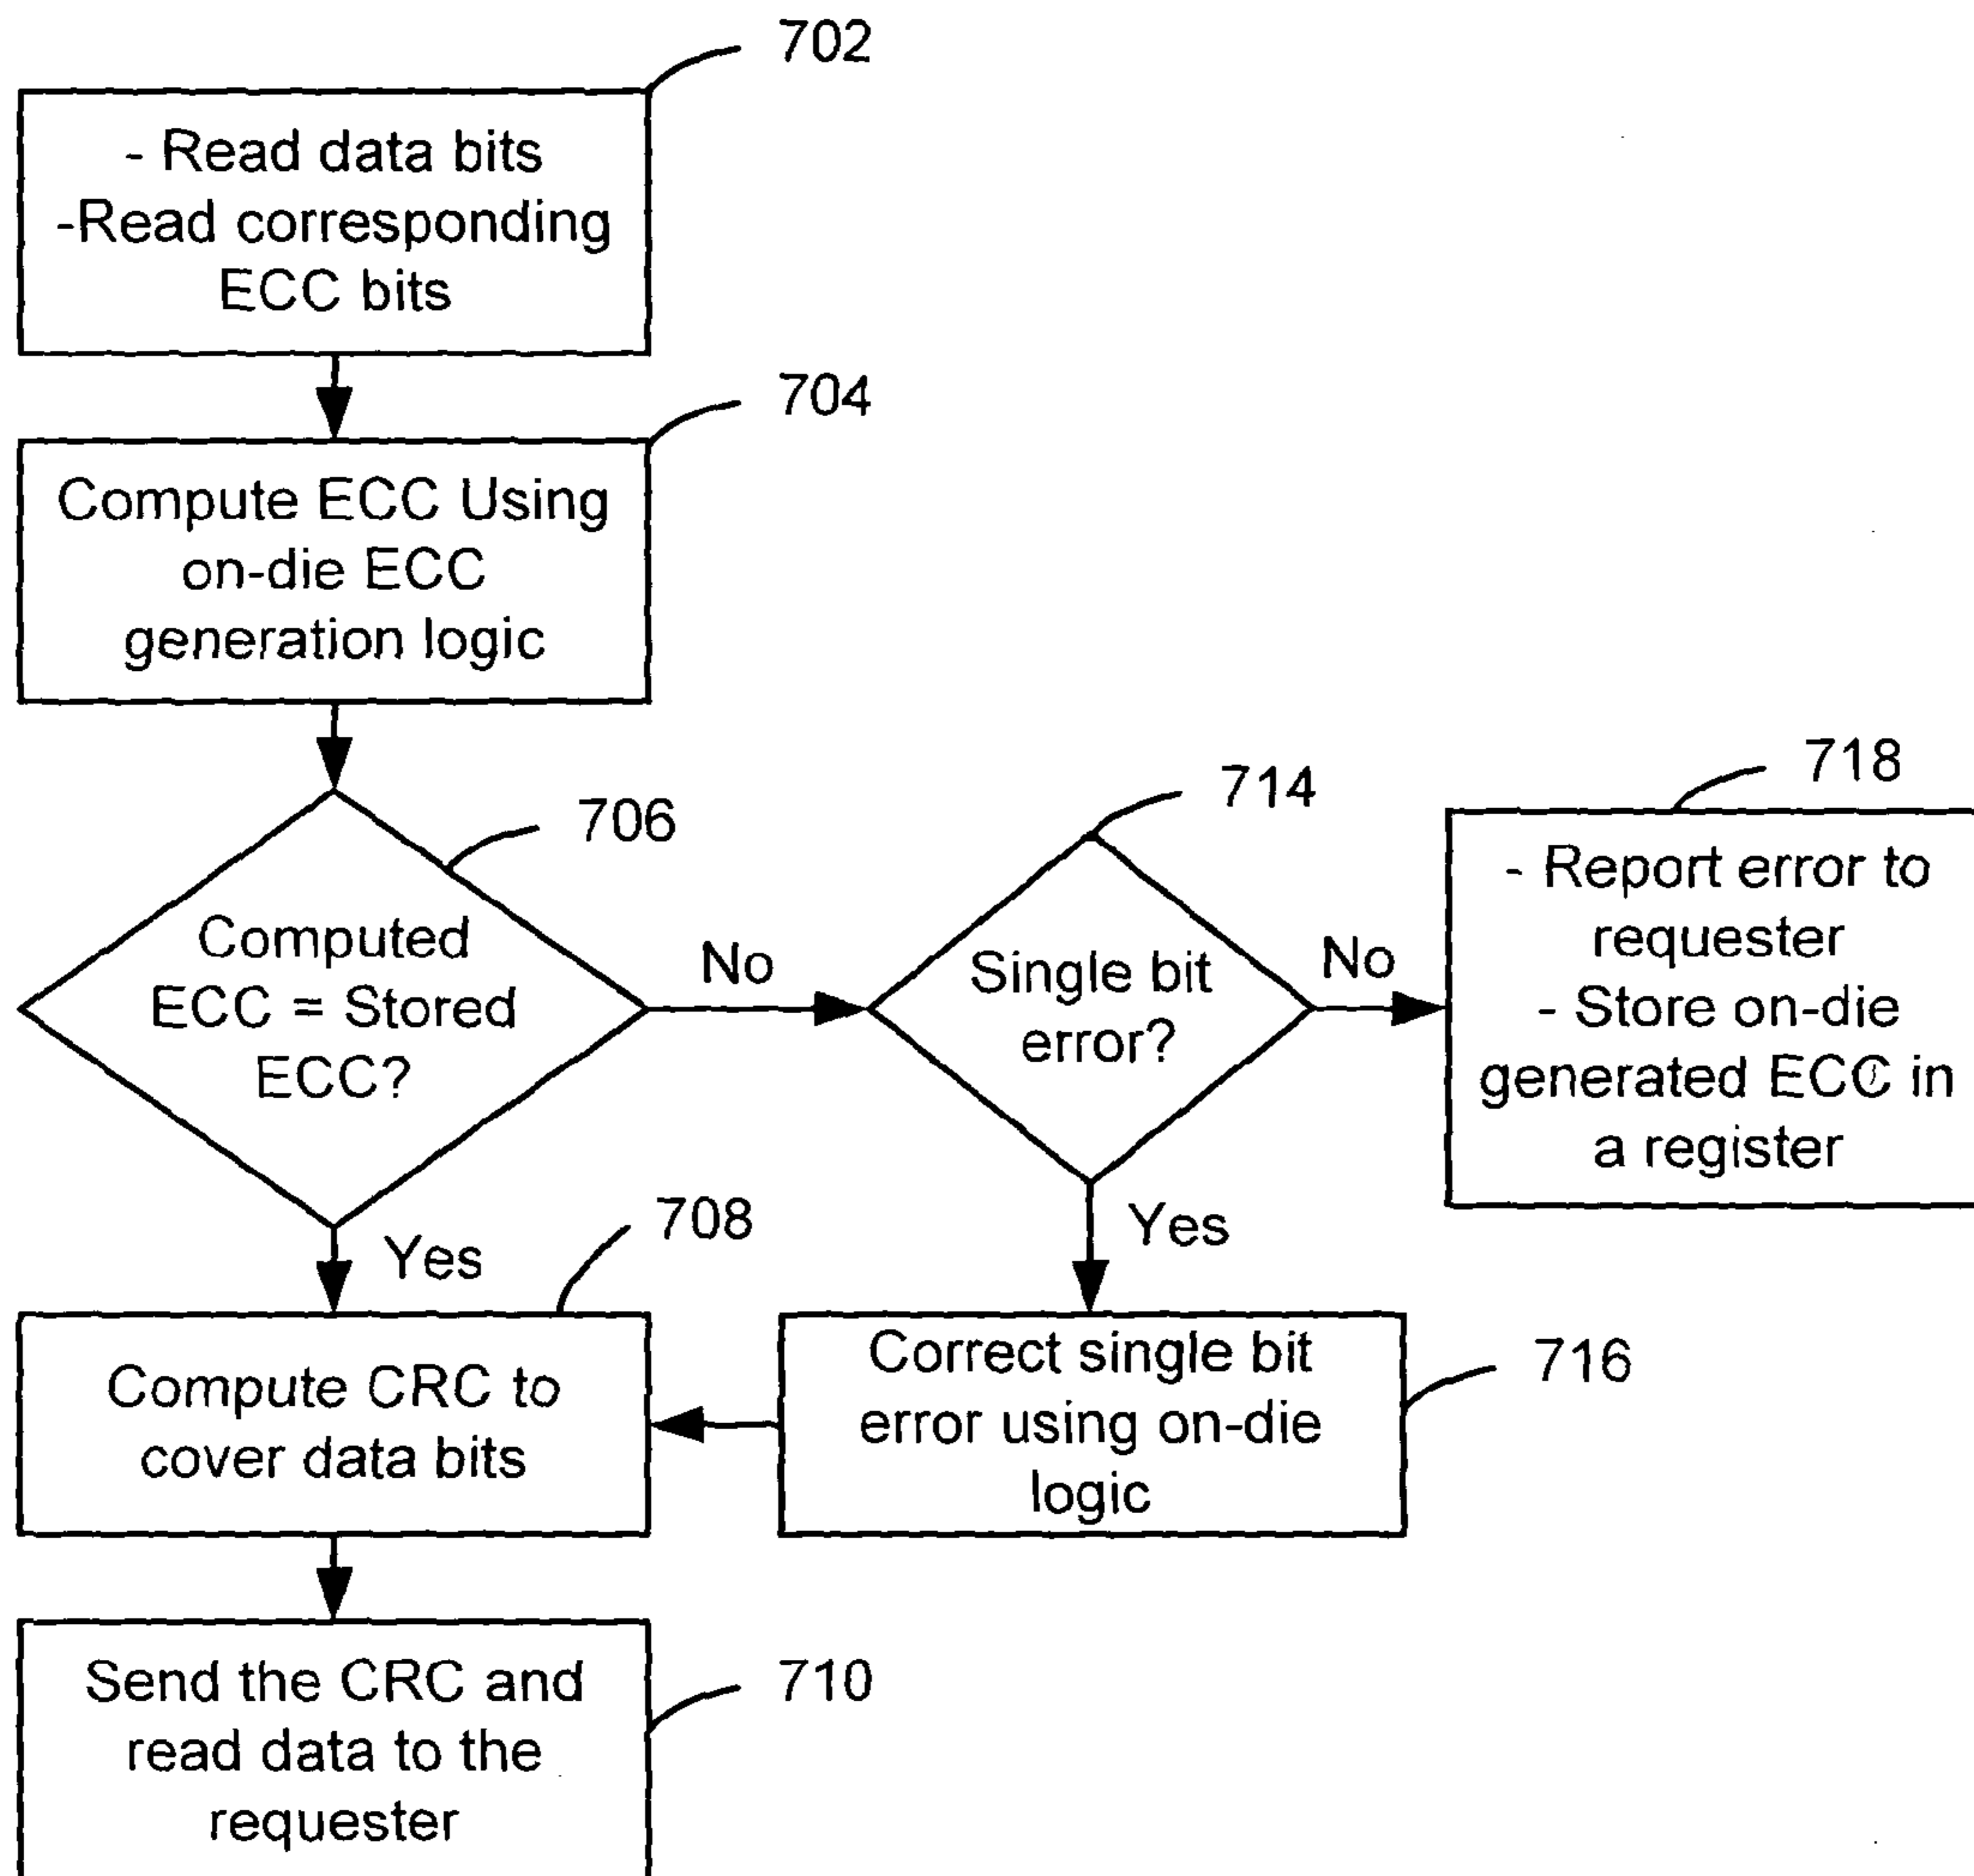 702
- Read data bits
-Read corresponding
ECC bits
704
Compute ECC Using
on-die ECC
generation logic
706
Computed
ECC = Stored
ECC?
No
714
Single bit
error?
No
718
- Report error to
requester
- Store on-die
generated ECC in
a register
Yes
708
Compute CRC to
cover data bits
Yes
Correct single bit
error using on-die
logic
716
Send the CRC and
read data to the
requester
710